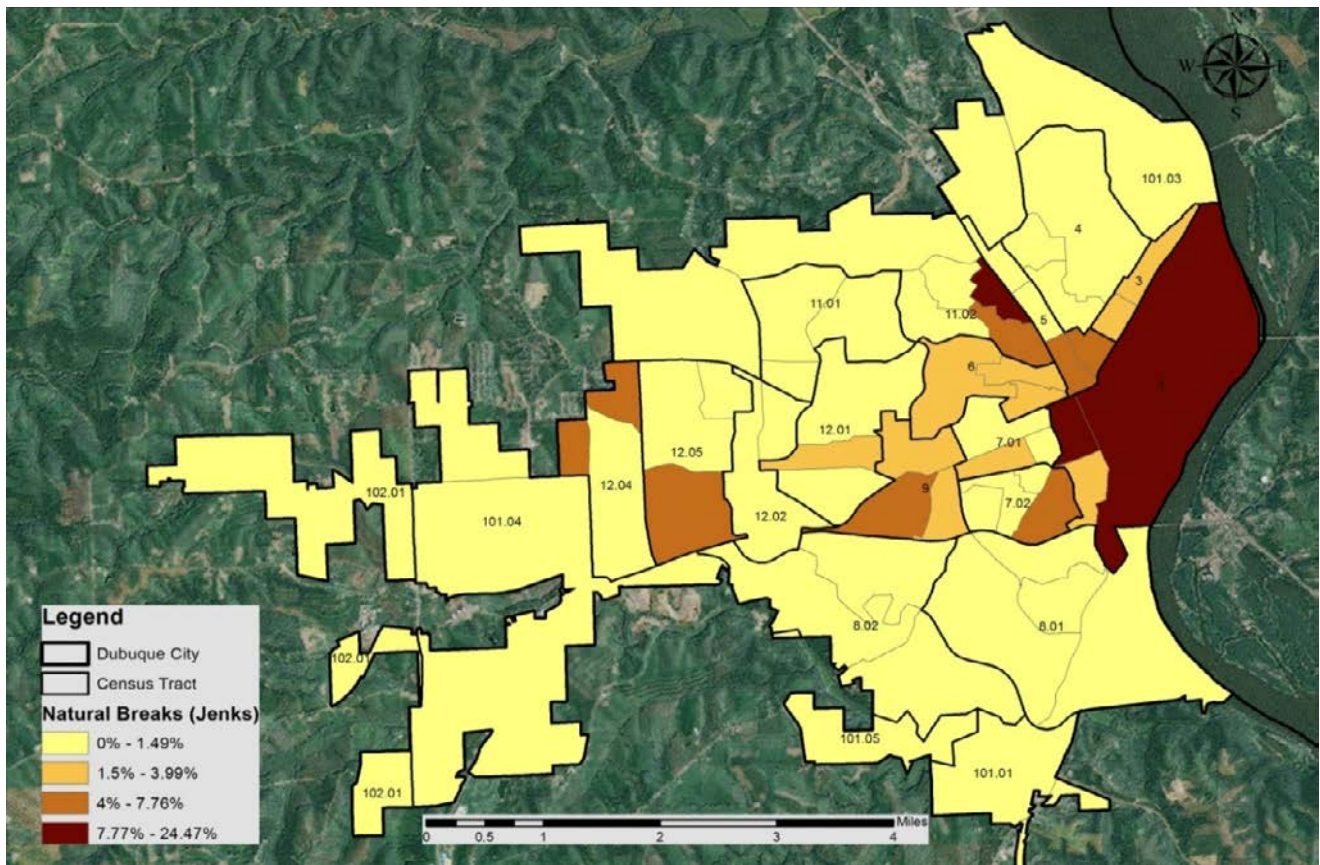 N
W E
S
101.03
4
3
11.01
11.02
5
1
6
12.01
7.01
12.05
9
7.02
102.01
12.04
101.04
12.02
8.02
8.01
102.01
101.05
101.01
102.01
Legend
Dubuque City
Census Tract
Natural Breaks (Jenks)
0% - 1.49%
1.5% - 3.99%
4% - 7.76%
7.77% - 24.47%
Miles
0 0.5 1 2 3 4